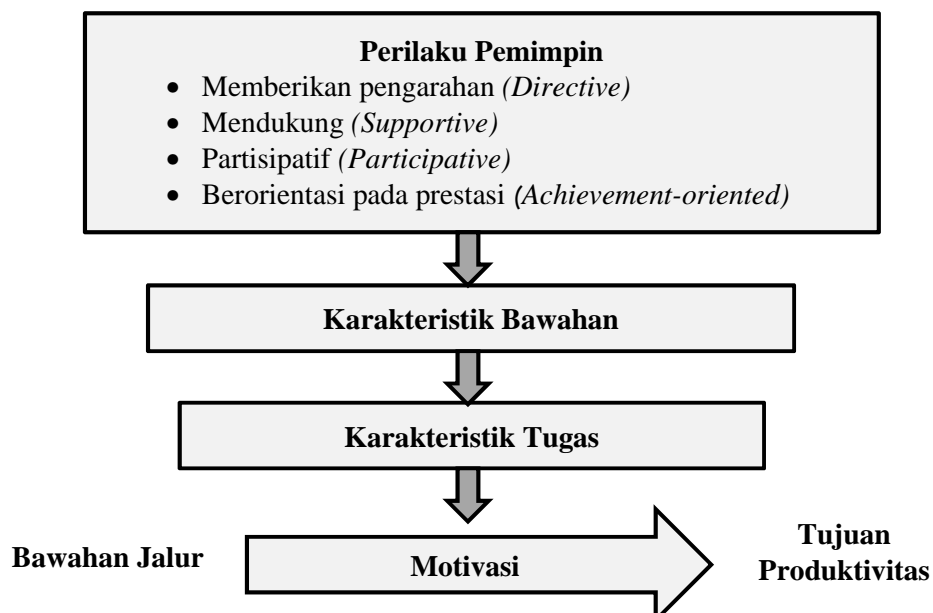 Perilaku Pemimpin
• Memberikan pengarahan (Directive)
• Mendukung (Supportive)
• Partisipatif (Participative)
• Berorientasi pada prestasi (Achievement-oriented)
Karakteristik Bawahan
Karakteristik Tugas
Bawahan Jalur
Motivasi
Tujuan
Produktivitas